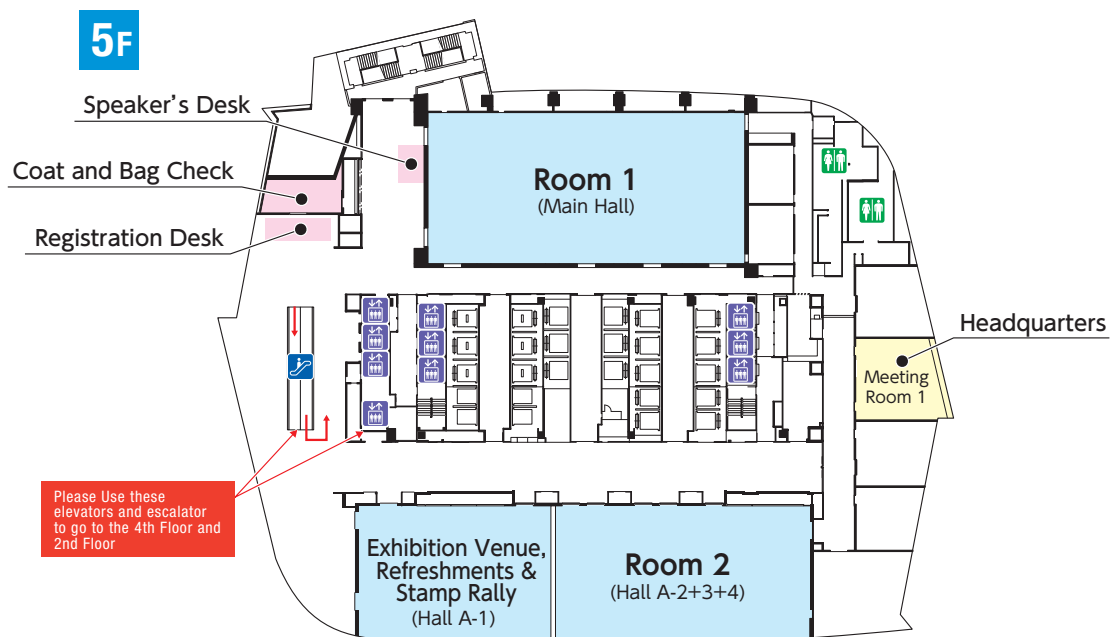 5F
Speaker's Desk
Coat and Bag Check
Registration Desk
Room 1
(Main Hall)
Headquarters
Meeting
Room 1
Please Use these
elevators and escalator
to go to the 4th Floor and
2nd Floor
Exhibition Venue,
Refreshments &
Stamp Rally
(Hall A-1)
Room 2
(Hall A-2+3+4)